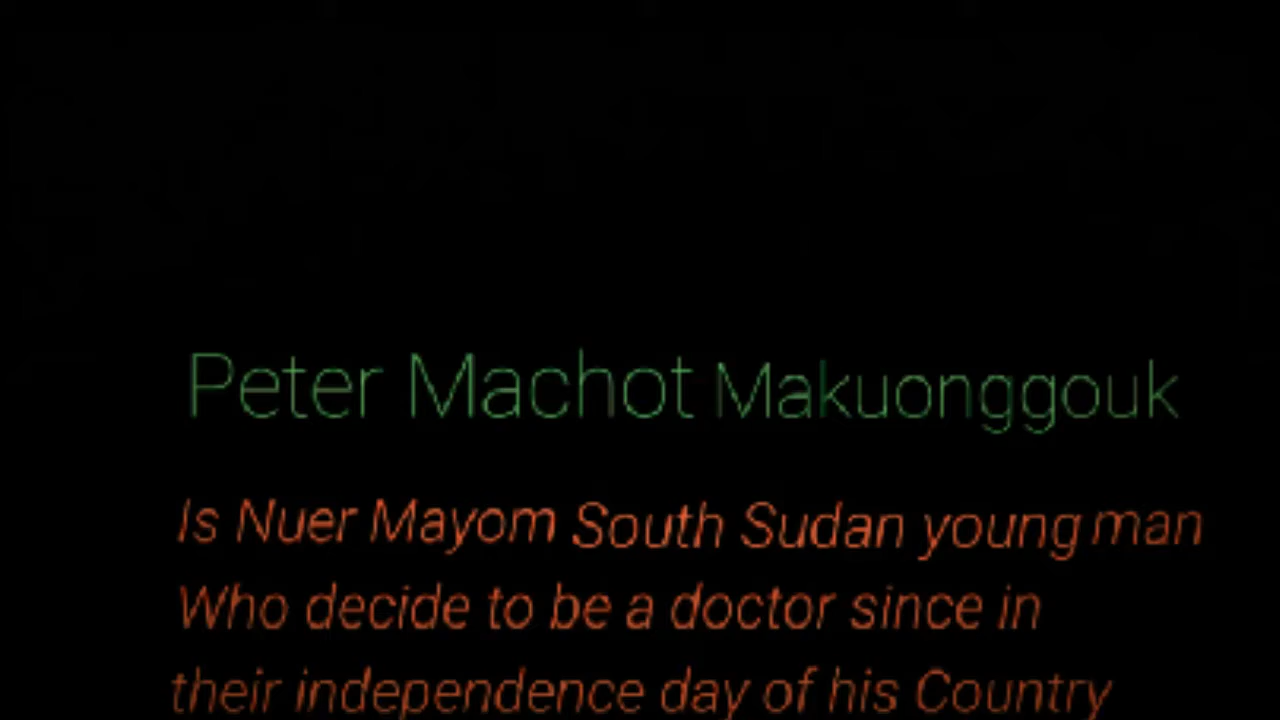 Peter Machot Makuonggouk
Is Nuer Mayom South Sudan young man
Who decide to be a doctor since in
their independence day of his Country